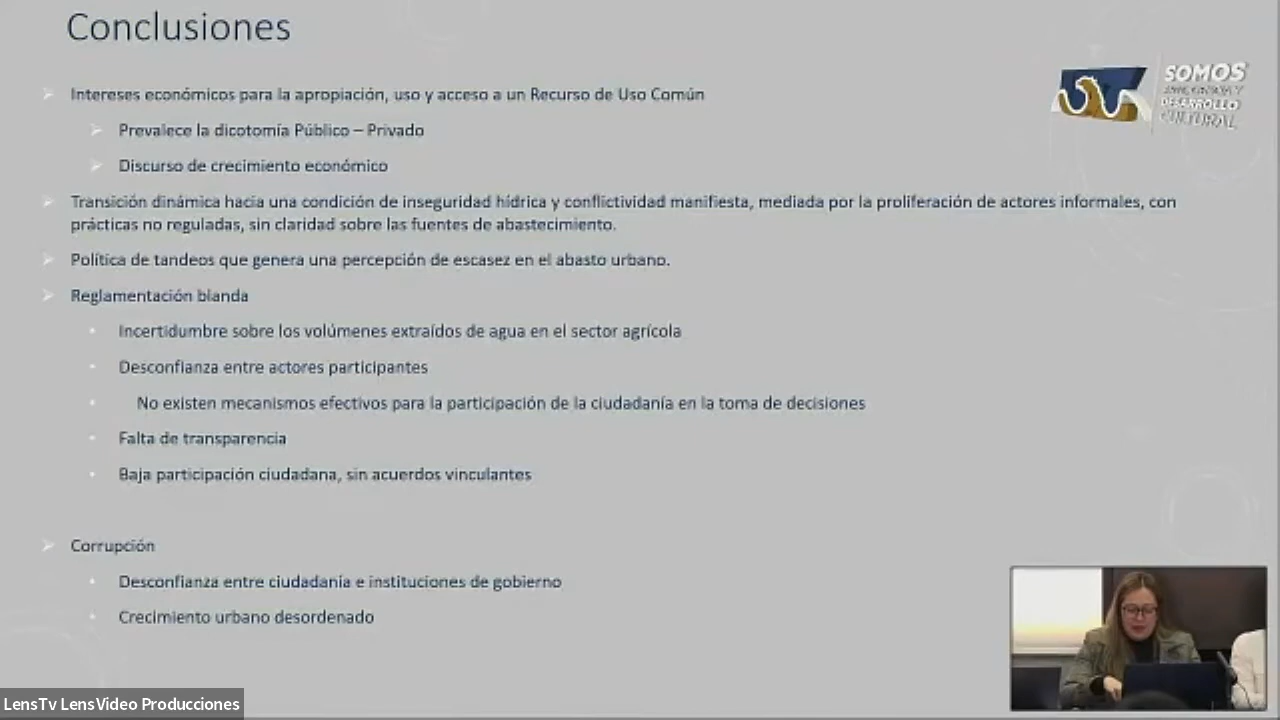 Conclusiones
SOMOS
DESARROLLO
CULTURAL
Intereses económicos para la apropiación, uso y acceso a un Recurso de Uso Común
Prevalece la dicotomía Público – Privado
Discurso de crecimiento económico
Transición dinámica hacia una condición de inseguridad hídrica y conflictividad manifiesta, mediada por la proliferación de actores informales, con
prácticas no reguladas, sin claridad sobre las fuentes de abastecimiento.
Política de tandeos que genera una percepción de escasez en el abasto urbano.
Reglamentación blanda
Incertidumbre sobre los volúmenes extraídos de agua en el sector agrícola
Desconfianza entre actores participantes
No existen mecanismos efectivos para la participación de la ciudadanía en la toma de decisiones
Falta de transparencia
Baja participación ciudadana, sin acuerdos vinculantes
Corrupción
Desconfianza entre ciudadanía e instituciones de gobierno
Crecimiento urbano desordenado
LensTv LensVideo Producciones